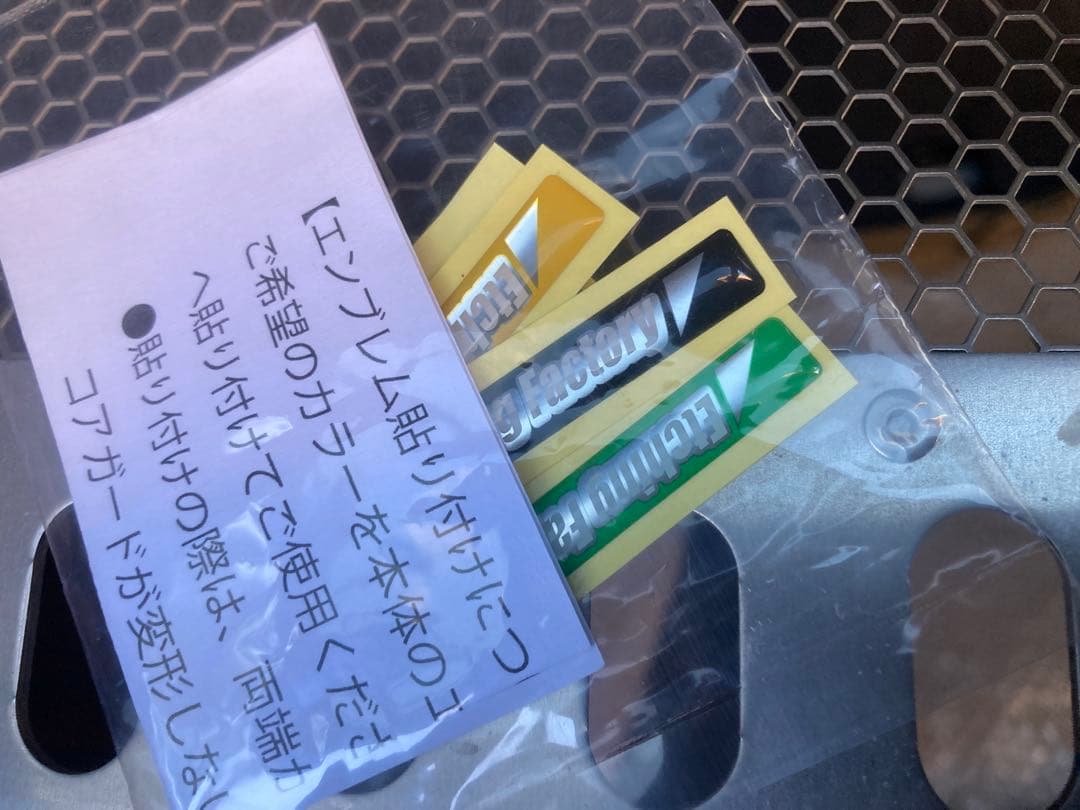 【エンブレム貼り付けにつ
ご希望のカラーを本体のエ
へ貼り付けてご使用くださ
●貼り付けの際は、両端か
コアガードが変形しない
Etchi
g Factory
Etching Fa